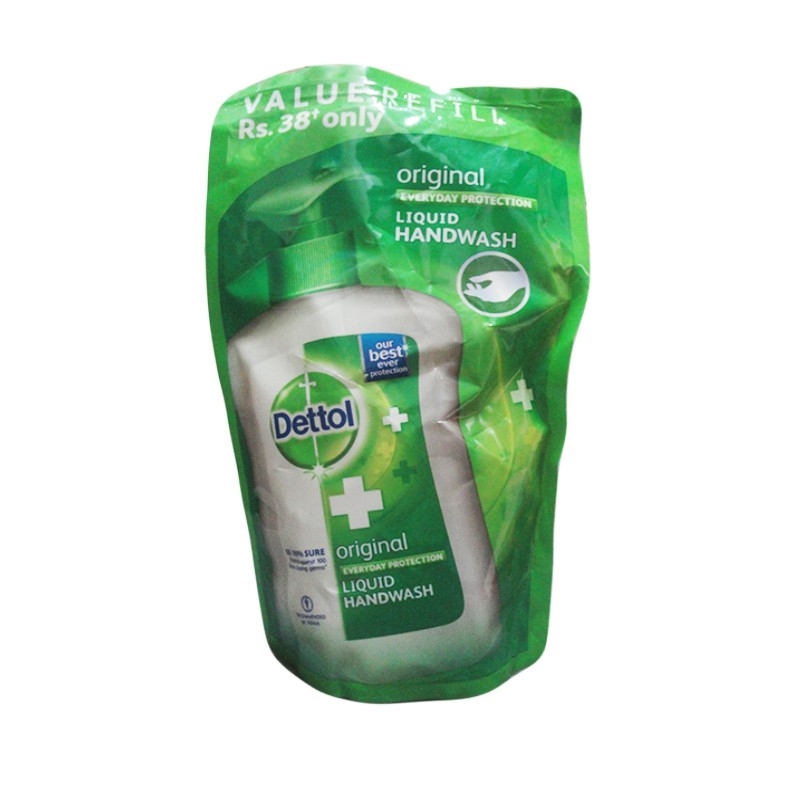 VALUE REFILL
Rs. 38† only
original
EVERYDAY PROTECTION
LIQUID
HANDWASH
our
best*
ever
protection
Dettol
SURE
original
EVERYDAY PROTECTION
LIQUID
HANDWASH